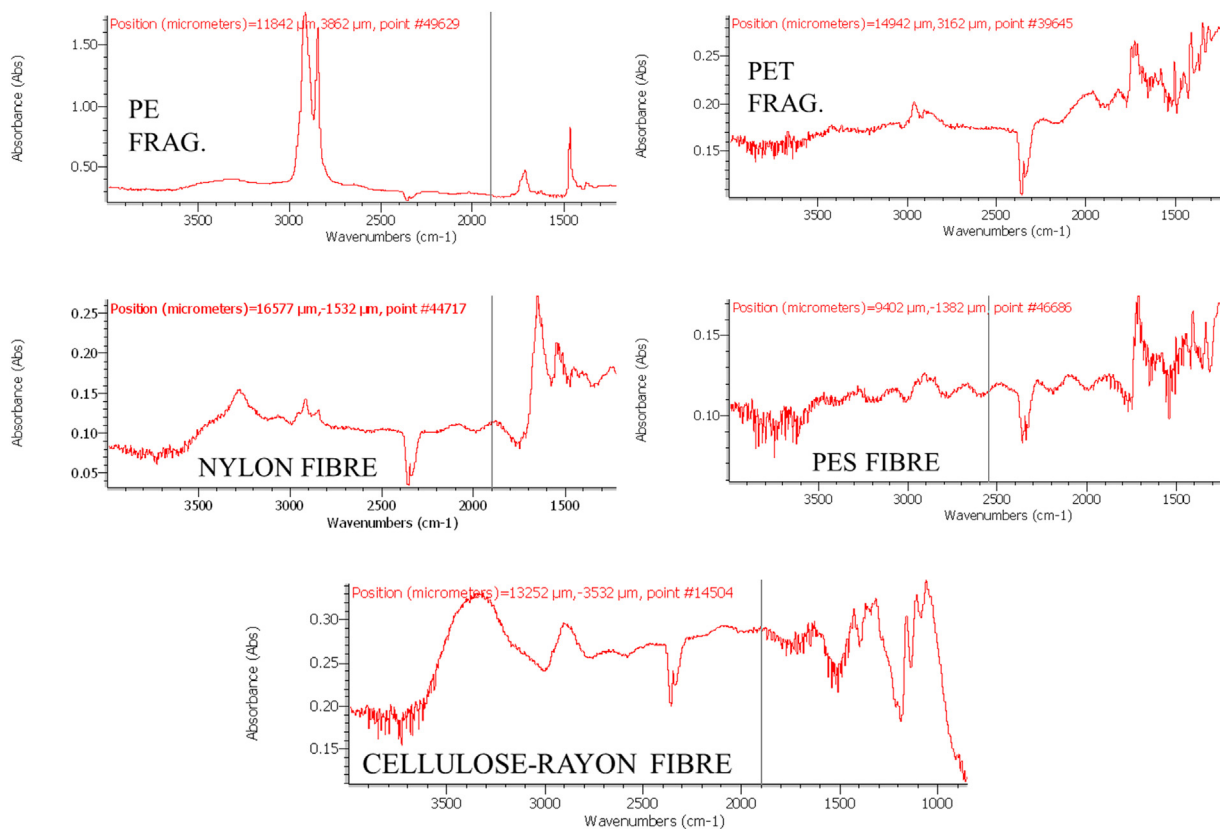 Position (micrometers)=11842 µm,3862 µm, point #49629
PE
FRAG.
Absorbance (Abs)
1.50
1.00
0.50
3500 3000 2500 2000 1500
Wavenumbers (cm-1)
Position (micrometers)=14942 µm,3162 µm, point #39645
PET
FRAG.
Absorbance (Abs)
0.25
0.20
0.15
3500 3000 2500 2000 1500
Wavenumbers (cm-1)
Position (micrometers)=16577 µm,-1532 µm, point #44717
NYLON FIBRE
Absorbance (Abs)
0.25
0.20
0.15
0.10
0.05
3500 3000 2500 2000 1500
Wavenumbers (cm-1)
Position (micrometers)=9402 µm,-1382 µm, point #46686
PES FIBRE
Absorbance (Abs)
0.15
0.10
3500 3000 2500 2000 1500
Wavenumbers (cm-1)
Position (micrometers)=13252 µm,-3532 µm, point #14504
CELLULOSE-RAYON FIBRE
Absorbance (Abs)
0.30
0.25
0.20
0.15
3500 3000 2500 2000 1500 1000
Wavenumbers (cm-1)